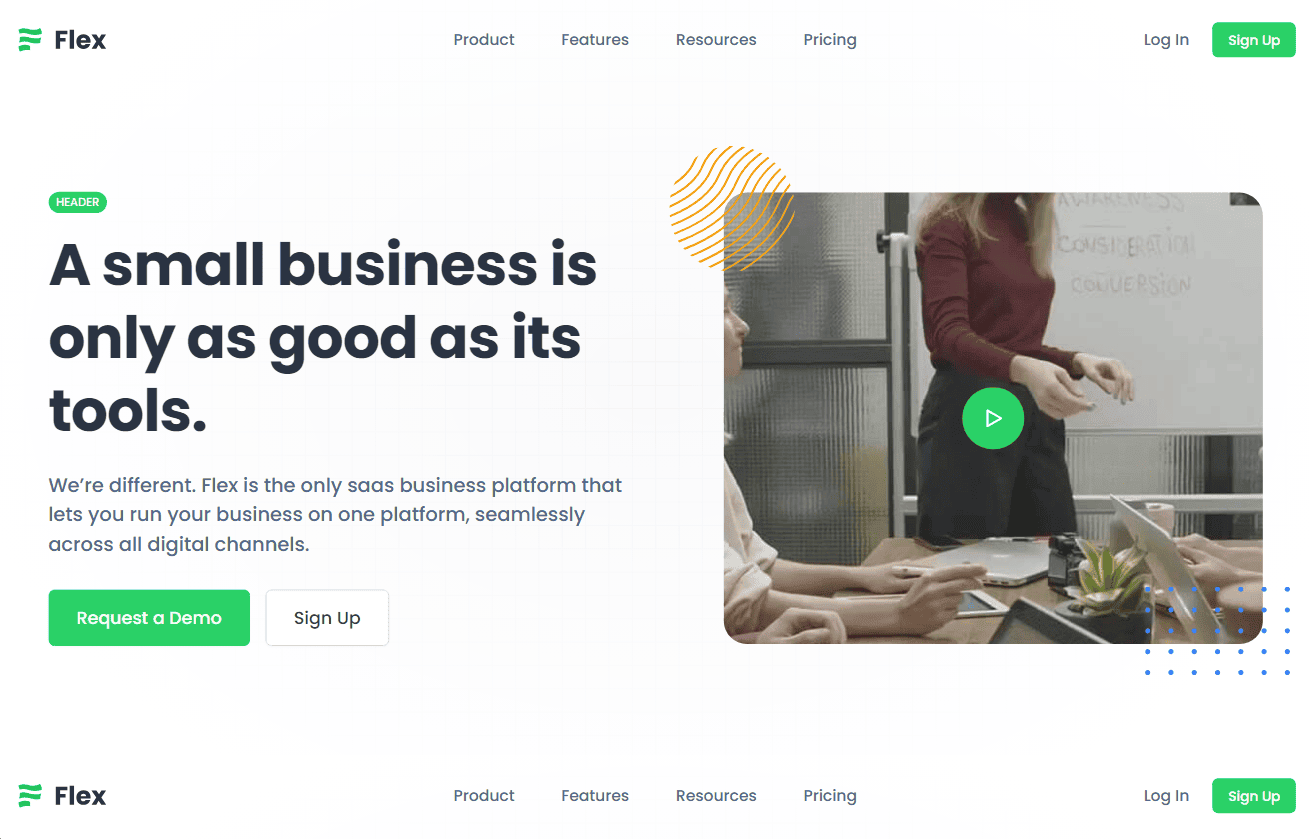 Flex
Product Features Resources Pricing
Log In Sign Up
HEADER
A small business is
only as good as its
tools.
We’re different. Flex is the only saas business platform that
lets you run your business on one platform, seamlessly
across all digital channels.
Request a Demo Sign Up
AWARENESS
CONSIDERATION
CONVERSION
Flex
Product Features Resources Pricing
Log In Sign Up